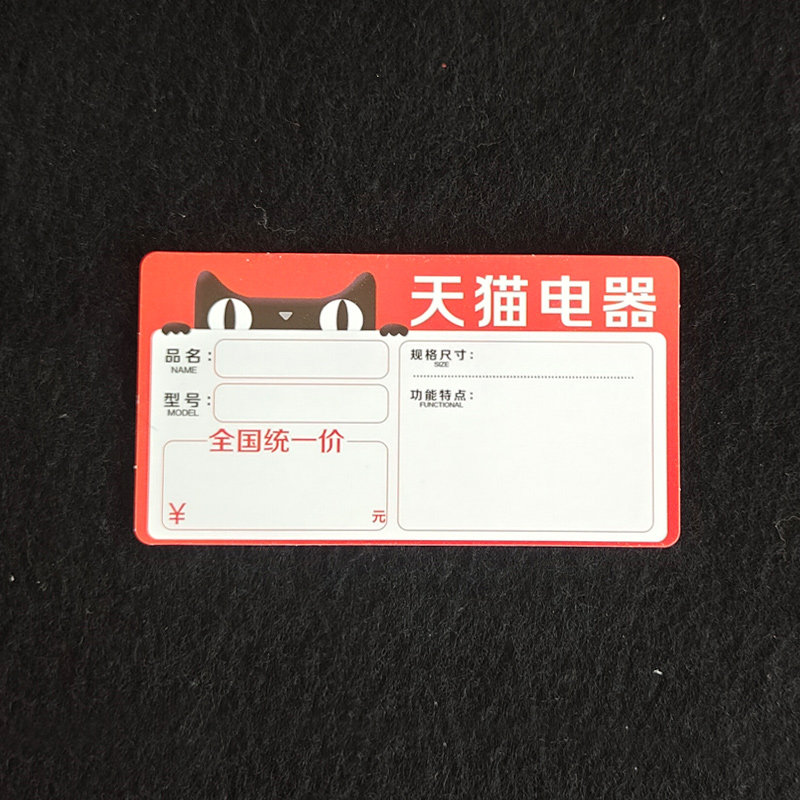 天猫电器
品名：
NAME
型号：
MODEL
全国统一价
¥ 元
规格尺寸：
SIZE
功能特点：
FUNCTIONAL